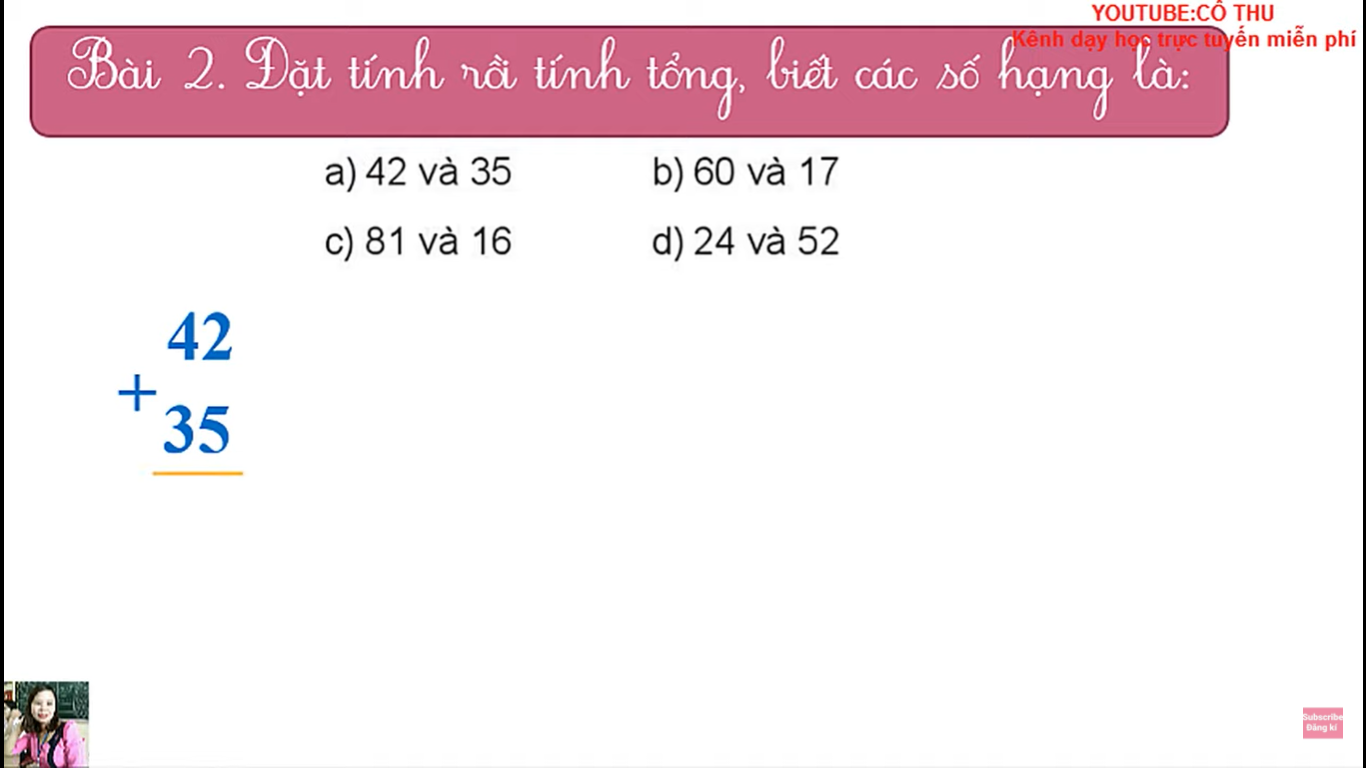 YOUTUBE:CÔ THU
Kênh dạy học trực tuyến miễn phí
Bài 2. Đặt tính rồi tính tổng, biết các số hạng là:
a) 42 và 35 b) 60 và 17
c) 81 và 16 d) 24 và 52
42
+
35
Subscribe
Đăng kí